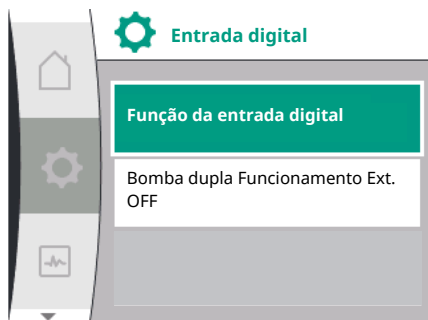 Entrada digital
Função da entrada digital
Bomba dupla Funcionamento Ext.
OFF